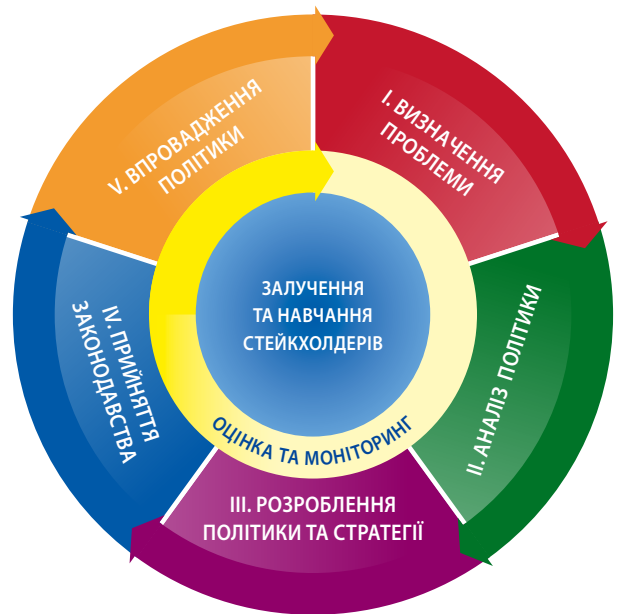 I. ВИЗНАЧЕННЯ
ПРОБЛЕМИ
II. АНАЛІЗ ПОЛІТИКИ
III. РОЗРОБЛЕННЯ
ПОЛІТИКИ ТА СТРАТЕГІЇ
IV. ПРИЙНЯТТЯ
ЗАКОНОДАВСТВА
V. ВПРОВАДЖЕННЯ
ПОЛІТИКИ
ЗАЛУЧЕННЯ
ТА НАВЧАННЯ
СТЕЙКХОЛДЕРІВ
ОЦІНКА ТА МОНІТОРИНГ